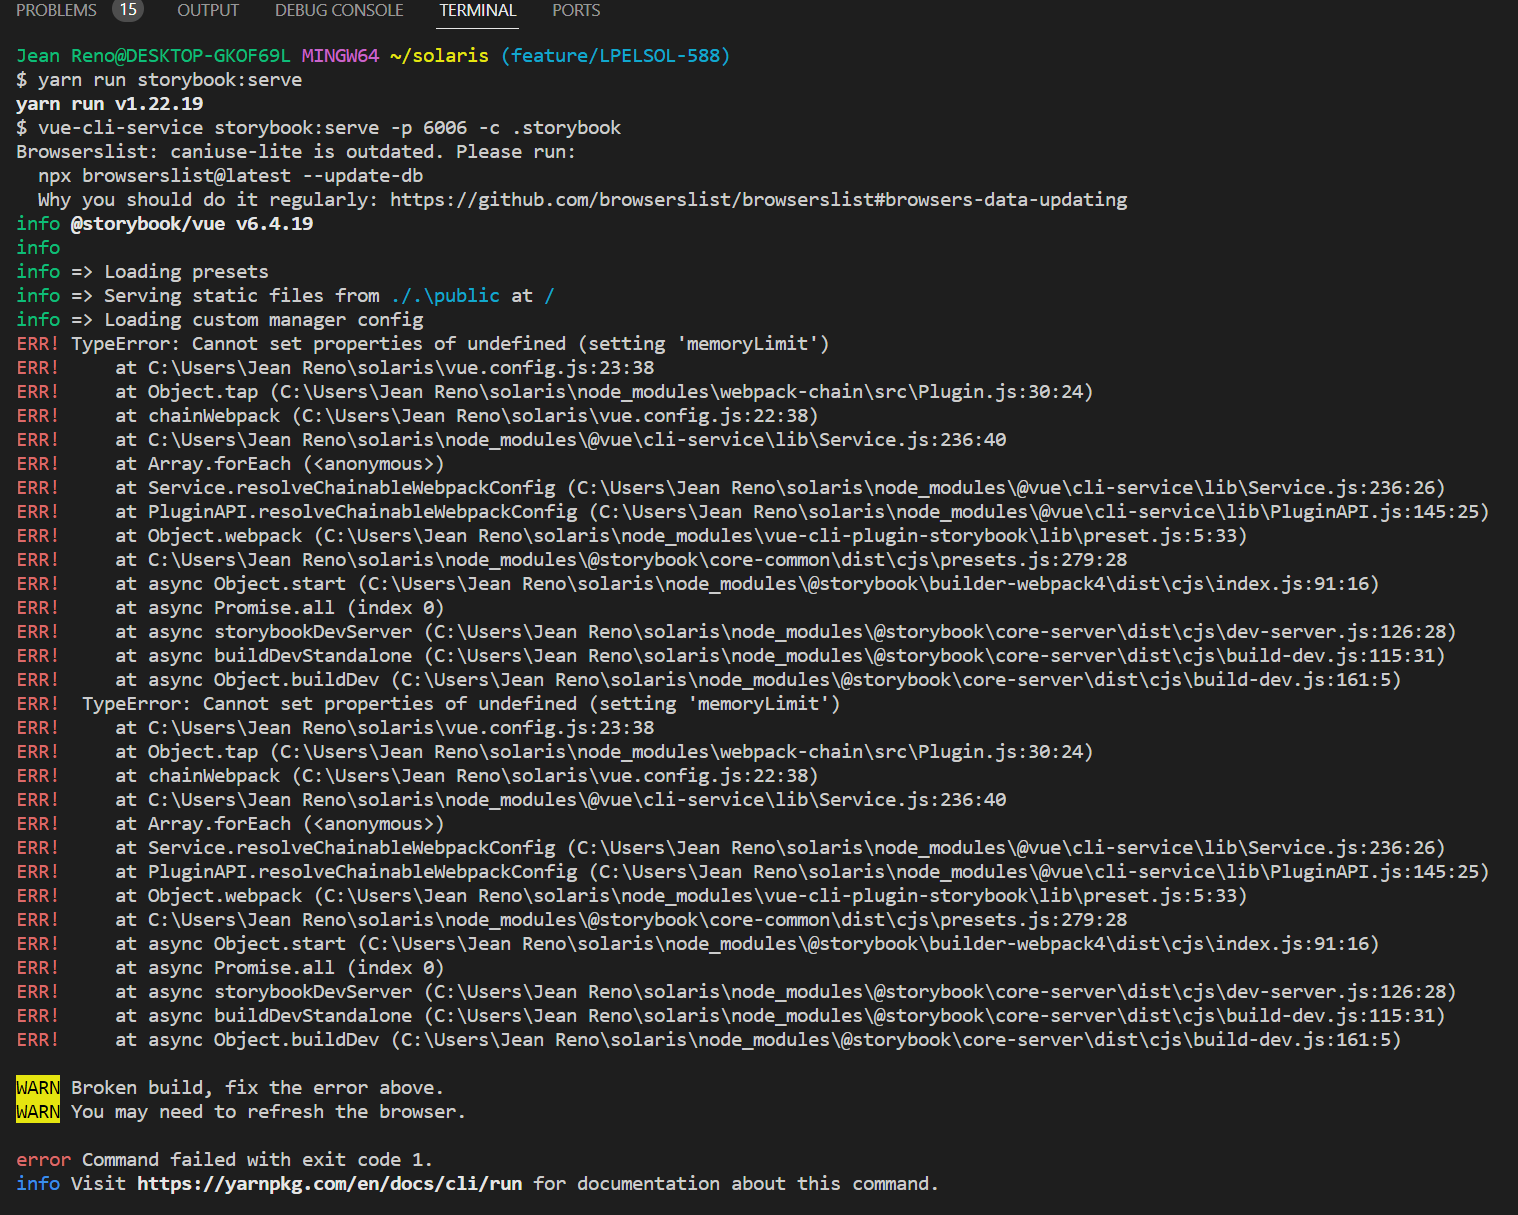 PROBLEMS 15 OUTPUT DEBUG CONSOLE TERMINAL PORTS
Jean Reno@DESKTOP-GKOF69L MINGW64 ~/solaris (feature/LPELSOL-588)
$ yarn run storybook:serve
yarn run v1.22.19
$ vue-cli-service storybook:serve -p 6006 -c .storybook
Browserslist: caniuse-lite is outdated. Please run:
  npx browserslist@latest --update-db
  Why you should do it regularly: https://github.com/browserslist/browserslist#browsers-data-updating
info @storybook/vue v6.4.19
info
info => Loading presets
info => Serving static files from ./.\public at /
info => Loading custom manager config
ERR! TypeError: Cannot set properties of undefined (setting 'memoryLimit')
ERR!     at C:\Users\Jean Reno\solaris\vue.config.js:23:38
ERR!     at Object.tap (C:\Users\Jean Reno\solaris\node_modules\webpack-chain\src\Plugin.js:30:24)
ERR!     at chainWebpack (C:\Users\Jean Reno\solaris\vue.config.js:22:38)
ERR!     at C:\Users\Jean Reno\solaris\node_modules\@vue\cli-service\lib\Service.js:236:40
ERR!     at Array.forEach (<anonymous>)
ERR!     at Service.resolveChainableWebpackConfig (C:\Users\Jean Reno\solaris\node_modules\@vue\cli-service\lib\Service.js:236:26)
ERR!     at PluginAPI.resolveChainableWebpackConfig (C:\Users\Jean Reno\solaris\node_modules\@vue\cli-service\lib\PluginAPI.js:145:25)
ERR!     at Object.webpack (C:\Users\Jean Reno\solaris\node_modules\vue-cli-plugin-storybook\lib\preset.js:5:33)
ERR!     at C:\Users\Jean Reno\solaris\node_modules\@storybook\core-common\dist\cjs\presets.js:279:28
ERR!     at async Object.start (C:\Users\Jean Reno\solaris\node_modules\@storybook\builder-webpack4\dist\cjs\index.js:91:16)
ERR!     at async Promise.all (index 0)
ERR!     at async storybookDevServer (C:\Users\Jean Reno\solaris\node_modules\@storybook\core-server\dist\cjs\dev-server.js:126:28)
ERR!     at async buildDevStandalone (C:\Users\Jean Reno\solaris\node_modules\@storybook\core-server\dist\cjs\build-dev.js:115:31)
ERR!     at async Object.buildDev (C:\Users\Jean Reno\solaris\node_modules\@storybook\core-server\dist\cjs\build-dev.js:161:5)
ERR!  TypeError: Cannot set properties of undefined (setting 'memoryLimit')
ERR!     at C:\Users\Jean Reno\solaris\vue.config.js:23:38
ERR!     at Object.tap (C:\Users\Jean Reno\solaris\node_modules\webpack-chain\src\Plugin.js:30:24)
ERR!     at chainWebpack (C:\Users\Jean Reno\solaris\vue.config.js:22:38)
ERR!     at C:\Users\Jean Reno\solaris\node_modules\@vue\cli-service\lib\Service.js:236:40
ERR!     at Array.forEach (<anonymous>)
ERR!     at Service.resolveChainableWebpackConfig (C:\Users\Jean Reno\solaris\node_modules\@vue\cli-service\lib\Service.js:236:26)
ERR!     at PluginAPI.resolveChainableWebpackConfig (C:\Users\Jean Reno\solaris\node_modules\@vue\cli-service\lib\PluginAPI.js:145:25)
ERR!     at Object.webpack (C:\Users\Jean Reno\solaris\node_modules\vue-cli-plugin-storybook\lib\preset.js:5:33)
ERR!     at C:\Users\Jean Reno\solaris\node_modules\@storybook\core-common\dist\cjs\presets.js:279:28
ERR!     at async Object.start (C:\Users\Jean Reno\solaris\node_modules\@storybook\builder-webpack4\dist\cjs\index.js:91:16)
ERR!     at async Promise.all (index 0)
ERR!     at async storybookDevServer (C:\Users\Jean Reno\solaris\node_modules\@storybook\core-server\dist\cjs\dev-server.js:126:28)
ERR!     at async buildDevStandalone (C:\Users\Jean Reno\solaris\node_modules\@storybook\core-server\dist\cjs\build-dev.js:115:31)
ERR!     at async Object.buildDev (C:\Users\Jean Reno\solaris\node_modules\@storybook\core-server\dist\cjs\build-dev.js:161:5)
WARN Broken build, fix the error above.
WARN You may need to refresh the browser.
error Command failed with exit code 1.
info Visit https://yarnpkg.com/en/docs/cli/run for documentation about this command.